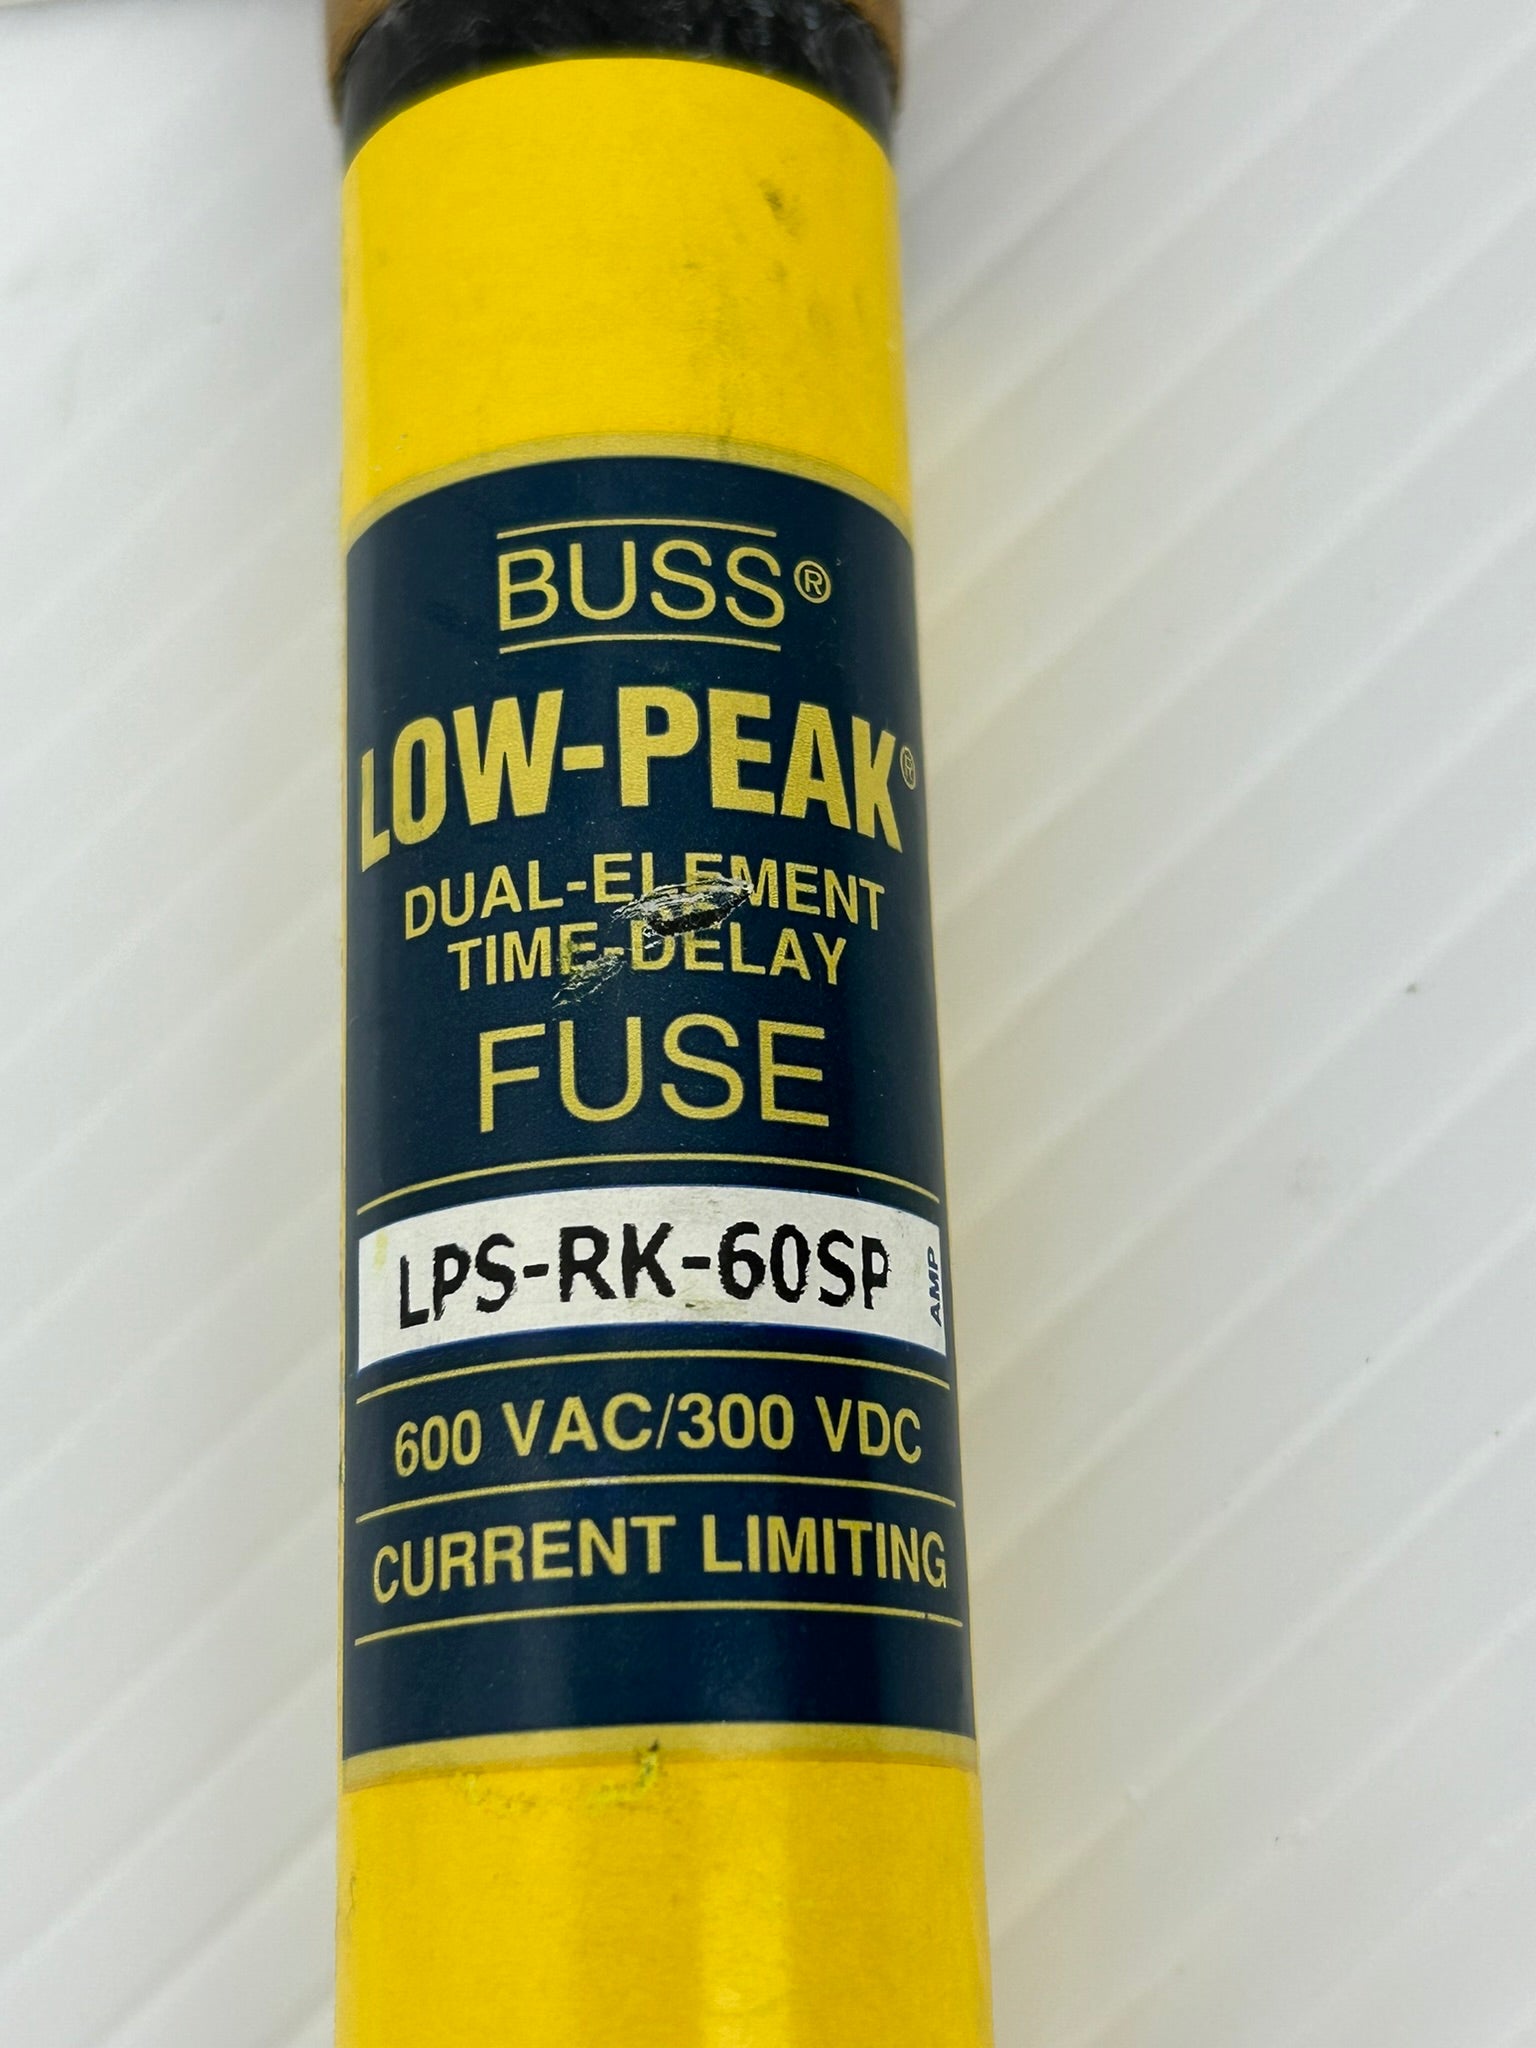 BUSS®
LOW-PEAK®
DUAL-ELEMENT
TIME-DELAY
FUSE
LPS-RK-60SP AMP
600 VAC/300 VDC
CURRENT LIMITING